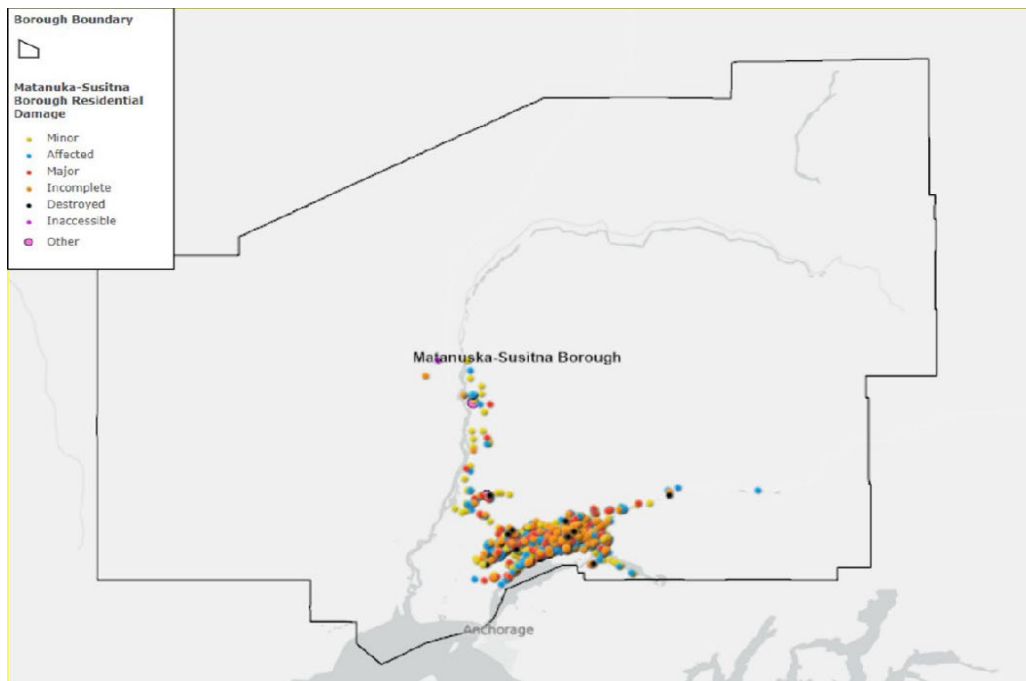 Borough Boundary
Matanuka-Susitna
Borough Residential
Damage
Minor
Affected
Major
Incomplete
Destroyed
Inaccessible
Other
Matanuska-Susitna Borough
Anchorage